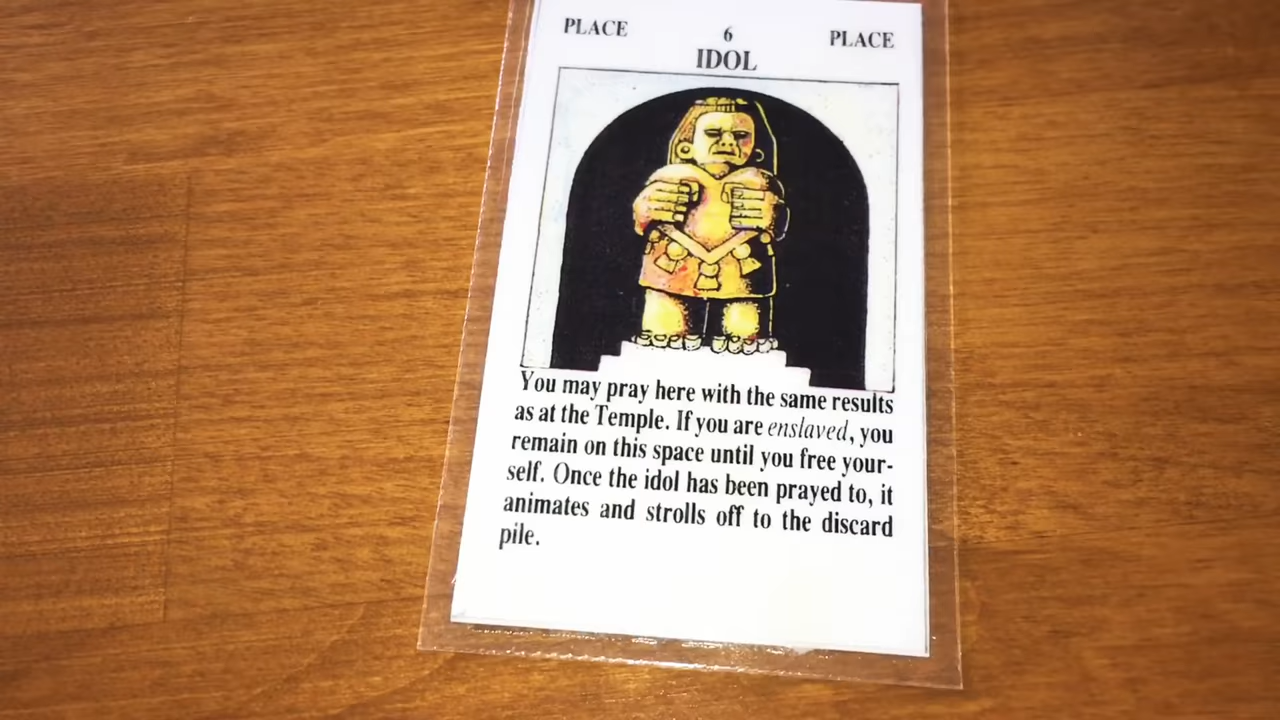 PLACE 6 PLACE
IDOL
You may pray here with the same results
as at the Temple. If you are enslaved, you
remain on this space until you free your-
self. Once the idol has been prayed to, it
animates and strolls off to the discard
pile.